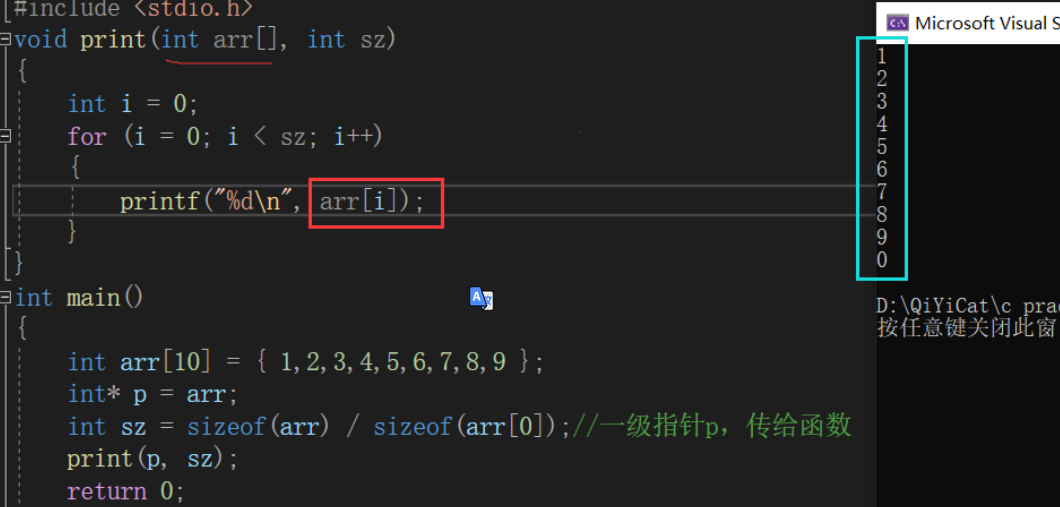 #include <stdio.h>
void print(int arr[], int sz)
{
int i = 0;
for (i = 0; i < sz; i++)
{
printf("%d\n", arr[i]);
}
}
int main()
{
int arr[10] = { 1,2,3,4,5,6,7,8,9 };
int* p = arr;
int sz = sizeof(arr) / sizeof(arr[0]);//一级指针p，传给函数
print(p, sz);
return 0;
Microsoft Visual S
1
2
3
4
5
6
7
8
9
0
D:\QiYiCat\c pra
按任意键关闭此窗